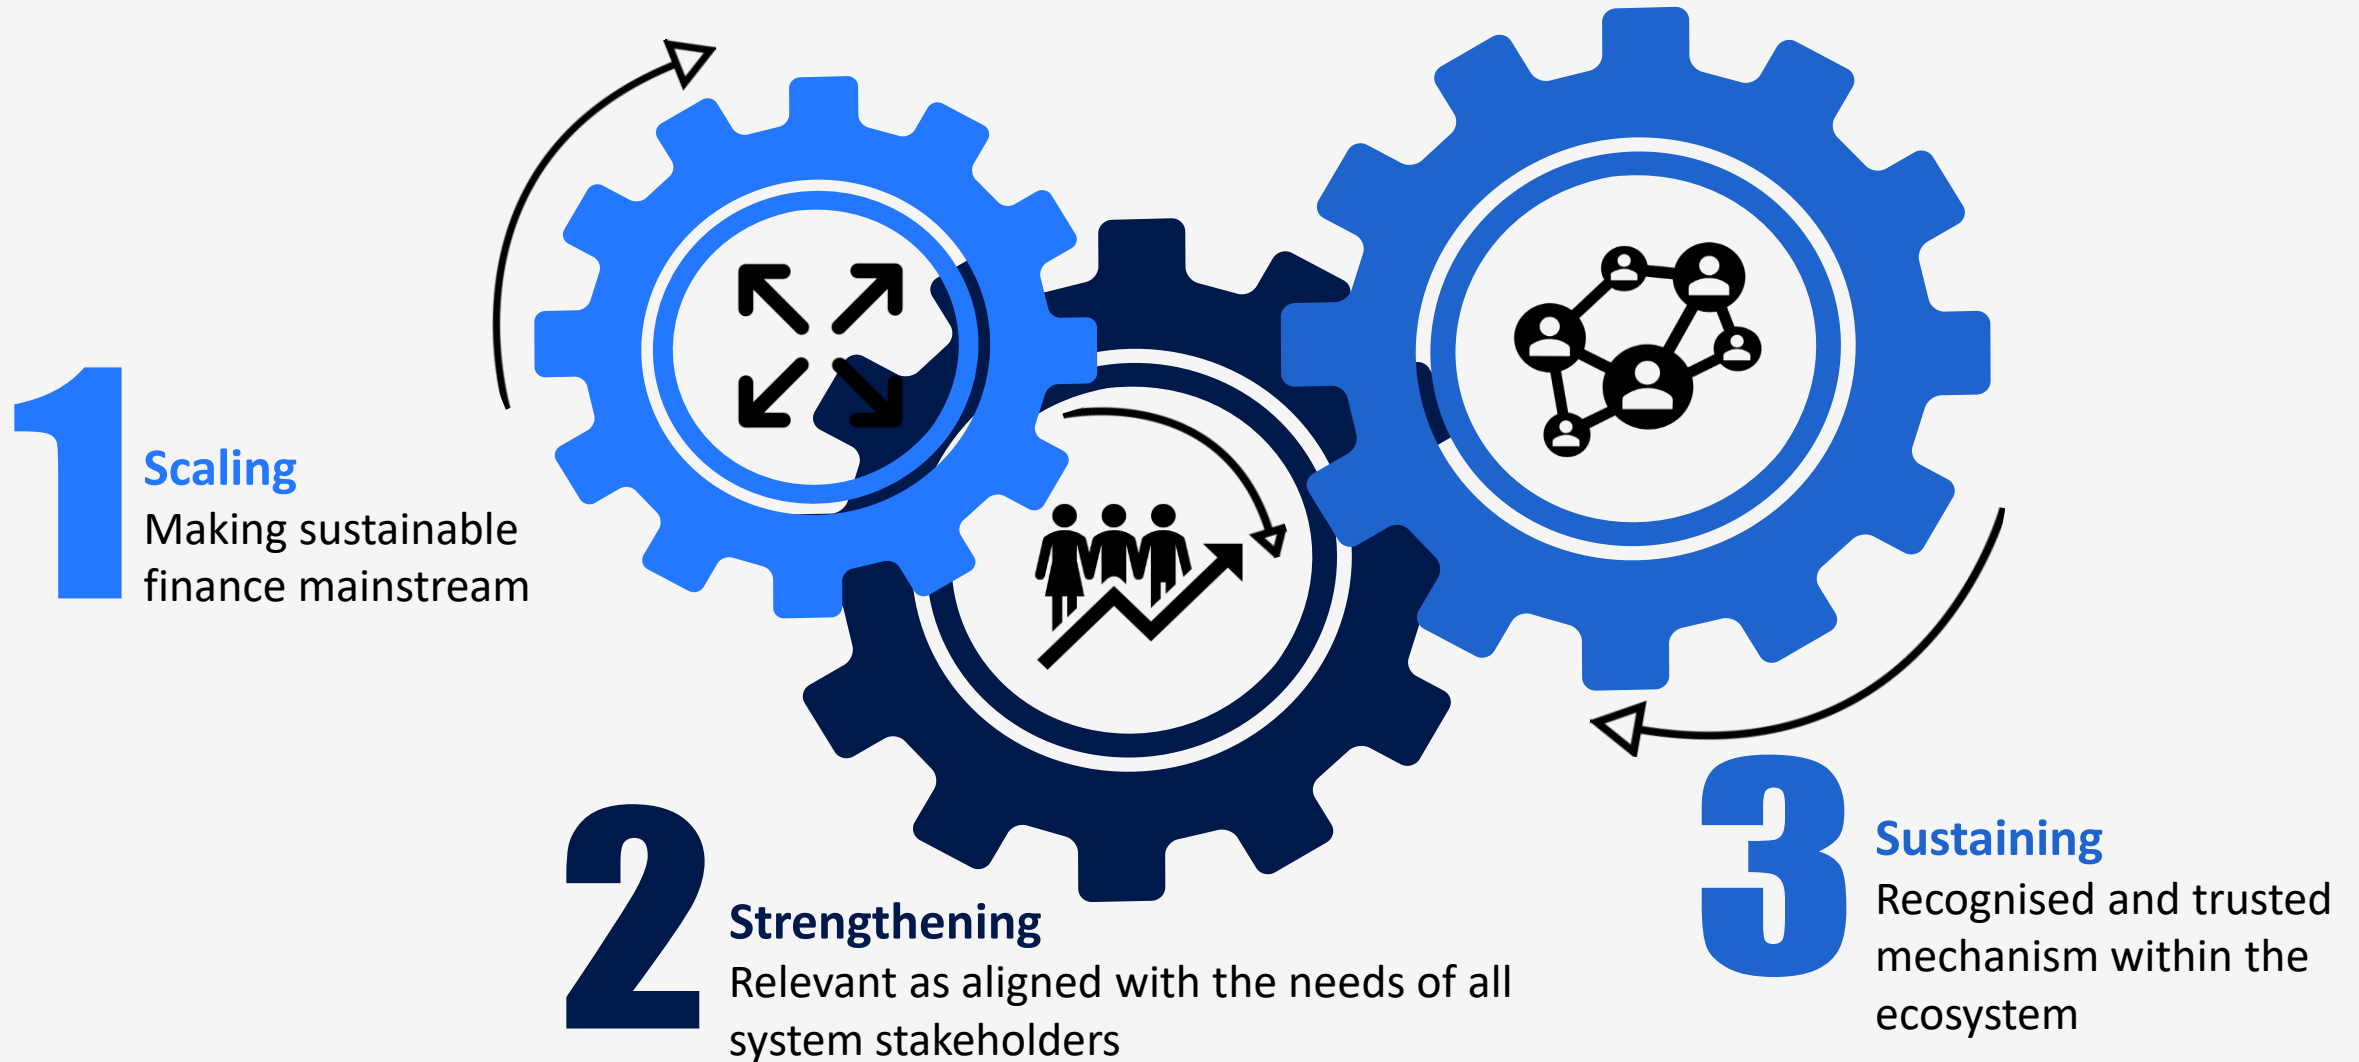 1
Scaling
Making sustainable
finance mainstream
2
Strengthening
Relevant as aligned with the needs of all
system stakeholders
3
Sustaining
Recognised and trusted
mechanism within the
ecosystem